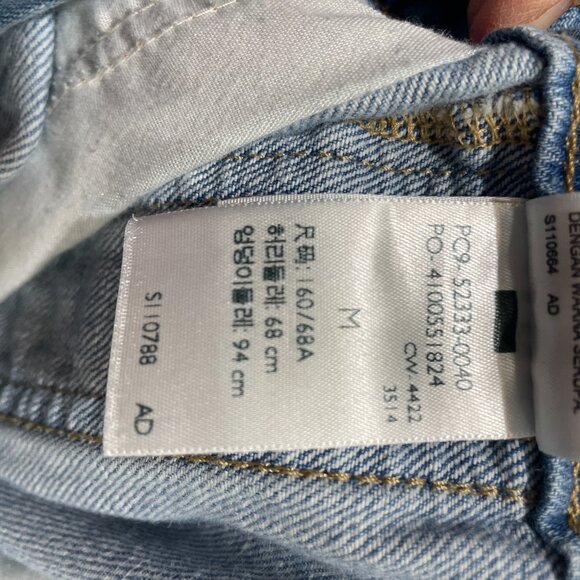 PC9-52333-0040
PO-4100551824
CW 4422
3514
M
尺码: 160/68A
허리둘레: 68 cm
엉덩이둘레: 94 cm
S110788 AD
S110664 AD